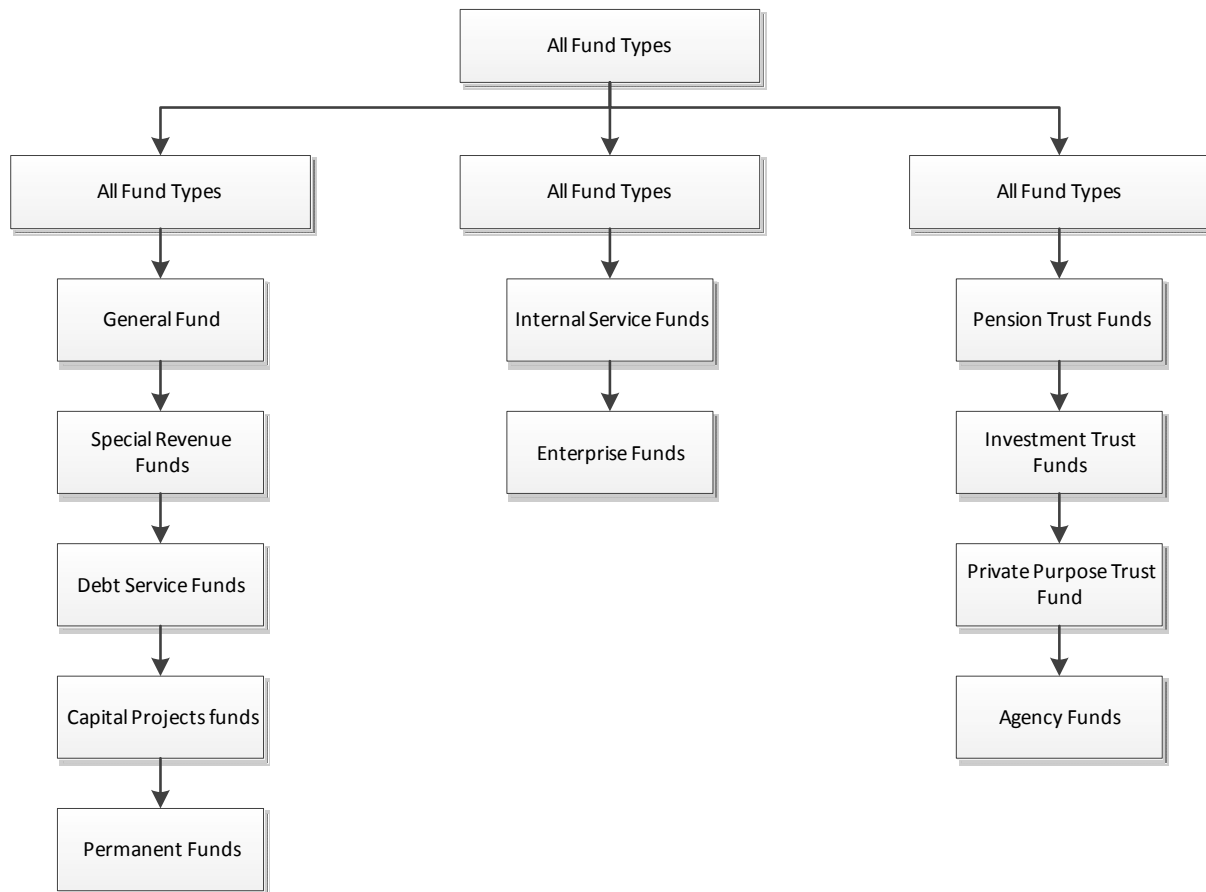 All Fund Types
All Fund Types
All Fund Types
All Fund Types
General Fund
Internal Service Funds
Pension Trust Funds
Special Revenue
Funds
Enterprise Funds
Investment Trust
Funds
Debt Service Funds
Private Purpose Trust
Fund
Capital Projects funds
Agency Funds
Permanent Funds